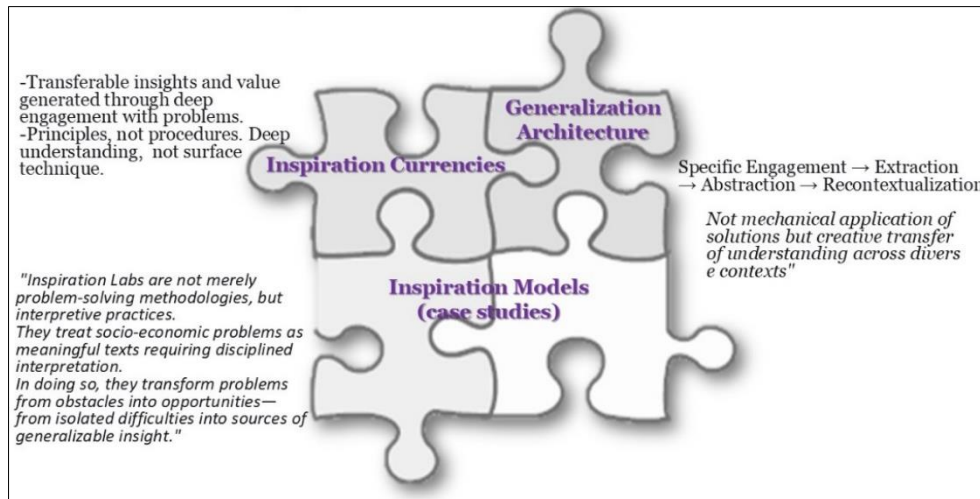 -Transferable insights and value
generated through deep
engagement with problems.
-Principles, not procedures. Deep
understanding, not surface
technique.
Inspiration Currencies
Generalization
Architecture
Specific Engagement → Extraction
→ Abstraction → Recontextualization
Not mechanical application of
solutions but creative transfer
of understanding across divers
e contexts"
"Inspiration Labs are not merely
problem-solving methodologies, but
interpretive practices.
They treat socio-economic problems as
meaningful texts requiring disciplined
interpretation.
In doing so, they transform problems
from obstacles into opportunities—
from isolated difficulties into sources of
generalizable insight."
Inspiration Models
(case studies)